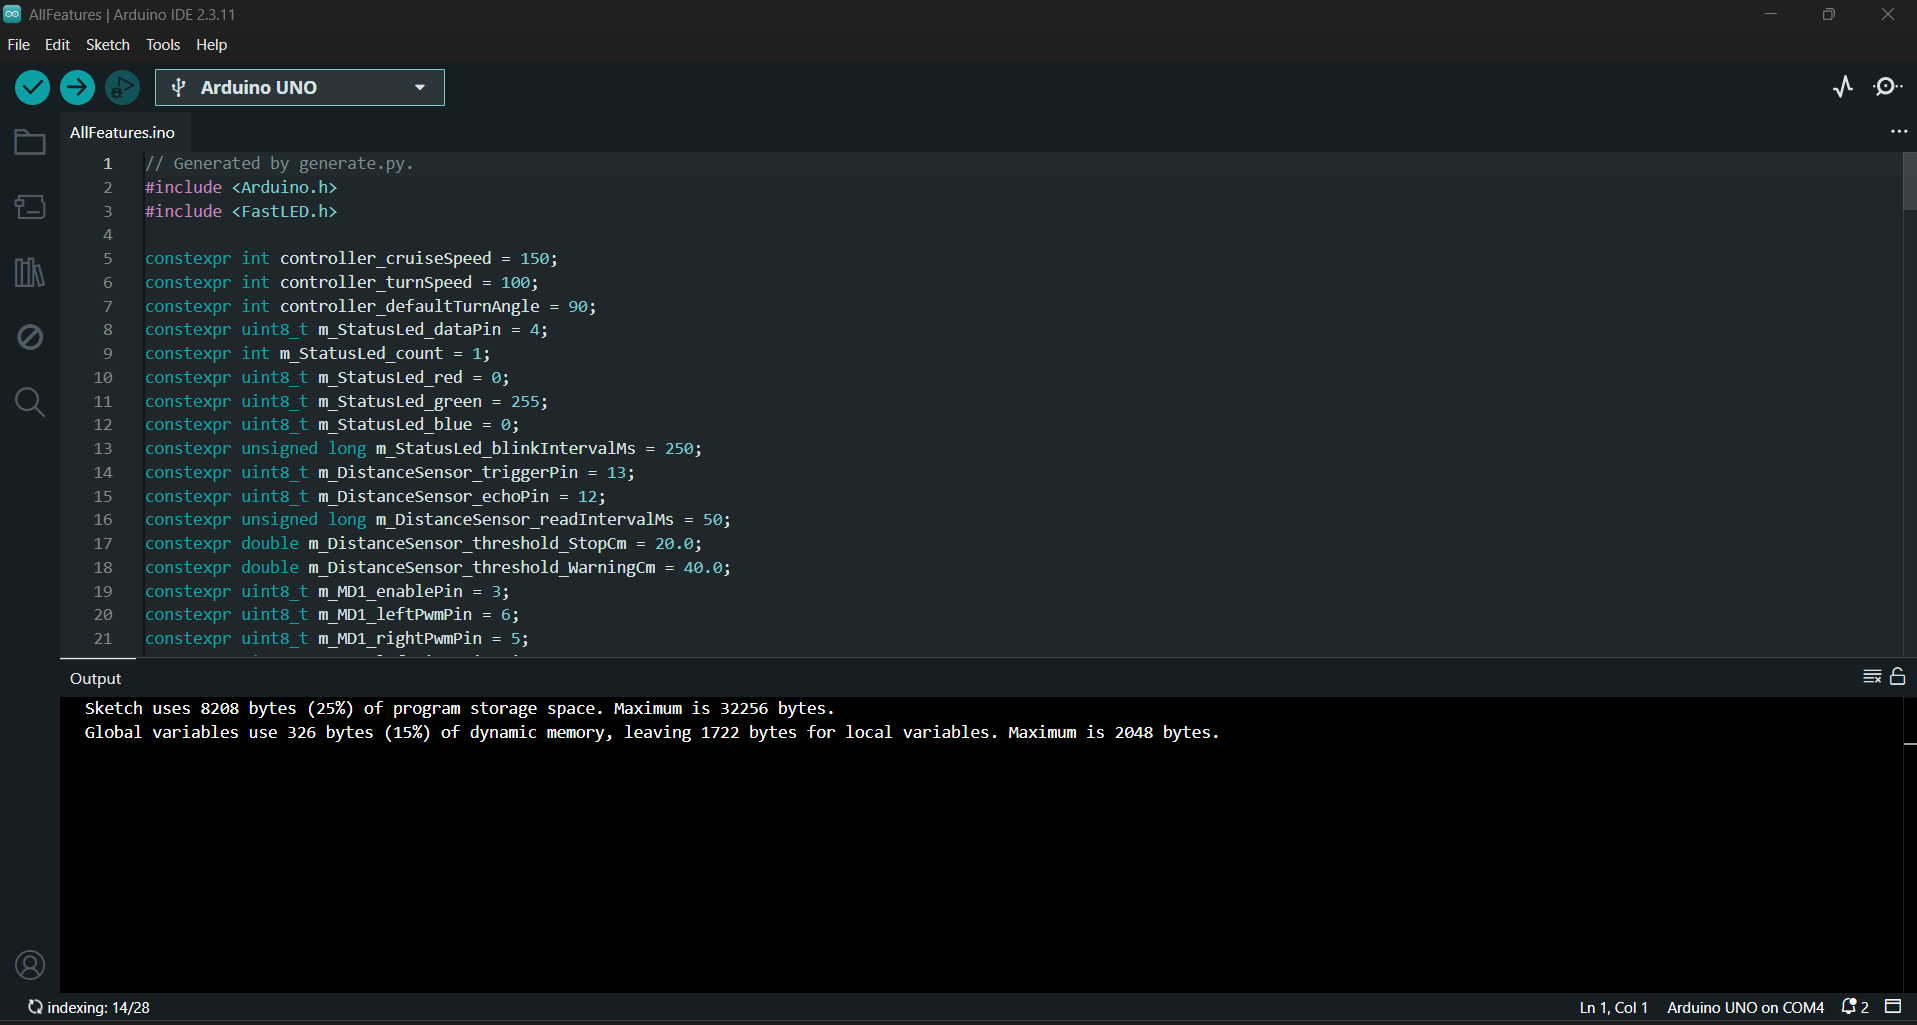 AllFeatures | Arduino IDE 2.3.11
File Edit Sketch Tools Help
Arduino UNO
AllFeatures.ino
1 // Generated by generate.py.
2 #include <Arduino.h>
3 #include <FastLED.h>
4
5 constexpr int controller_cruiseSpeed = 150;
6 constexpr int controller_turnSpeed = 100;
7 constexpr int controller_defaultTurnAngle = 90;
8 constexpr uint8_t m_StatusLed_dataPin = 4;
9 constexpr int m_StatusLed_count = 1;
10 constexpr uint8_t m_StatusLed_red = 0;
11 constexpr uint8_t m_StatusLed_green = 255;
12 constexpr uint8_t m_StatusLed_blue = 0;
13 constexpr unsigned long m_StatusLed_blinkIntervalMs = 250;
14 constexpr uint8_t m_DistanceSensor_triggerPin = 13;
15 constexpr uint8_t m_DistanceSensor_echoPin = 12;
16 constexpr unsigned long m_DistanceSensor_readIntervalMs = 50;
17 constexpr double m_DistanceSensor_threshold_StopCm = 20.0;
18 constexpr double m_DistanceSensor_threshold_WarningCm = 40.0;
19 constexpr uint8_t m_MD1_enablePin = 3;
20 constexpr uint8_t m_MD1_leftPwmPin = 6;
21 constexpr uint8_t m_MD1_rightPwmPin = 5;
Output
Sketch uses 8208 bytes (25%) of program storage space. Maximum is 32256 bytes.
Global variables use 326 bytes (15%) of dynamic memory, leaving 1722 bytes for local variables. Maximum is 2048 bytes.
indexing: 14/28
Ln 1, Col 1 Arduino UNO on COM4 2